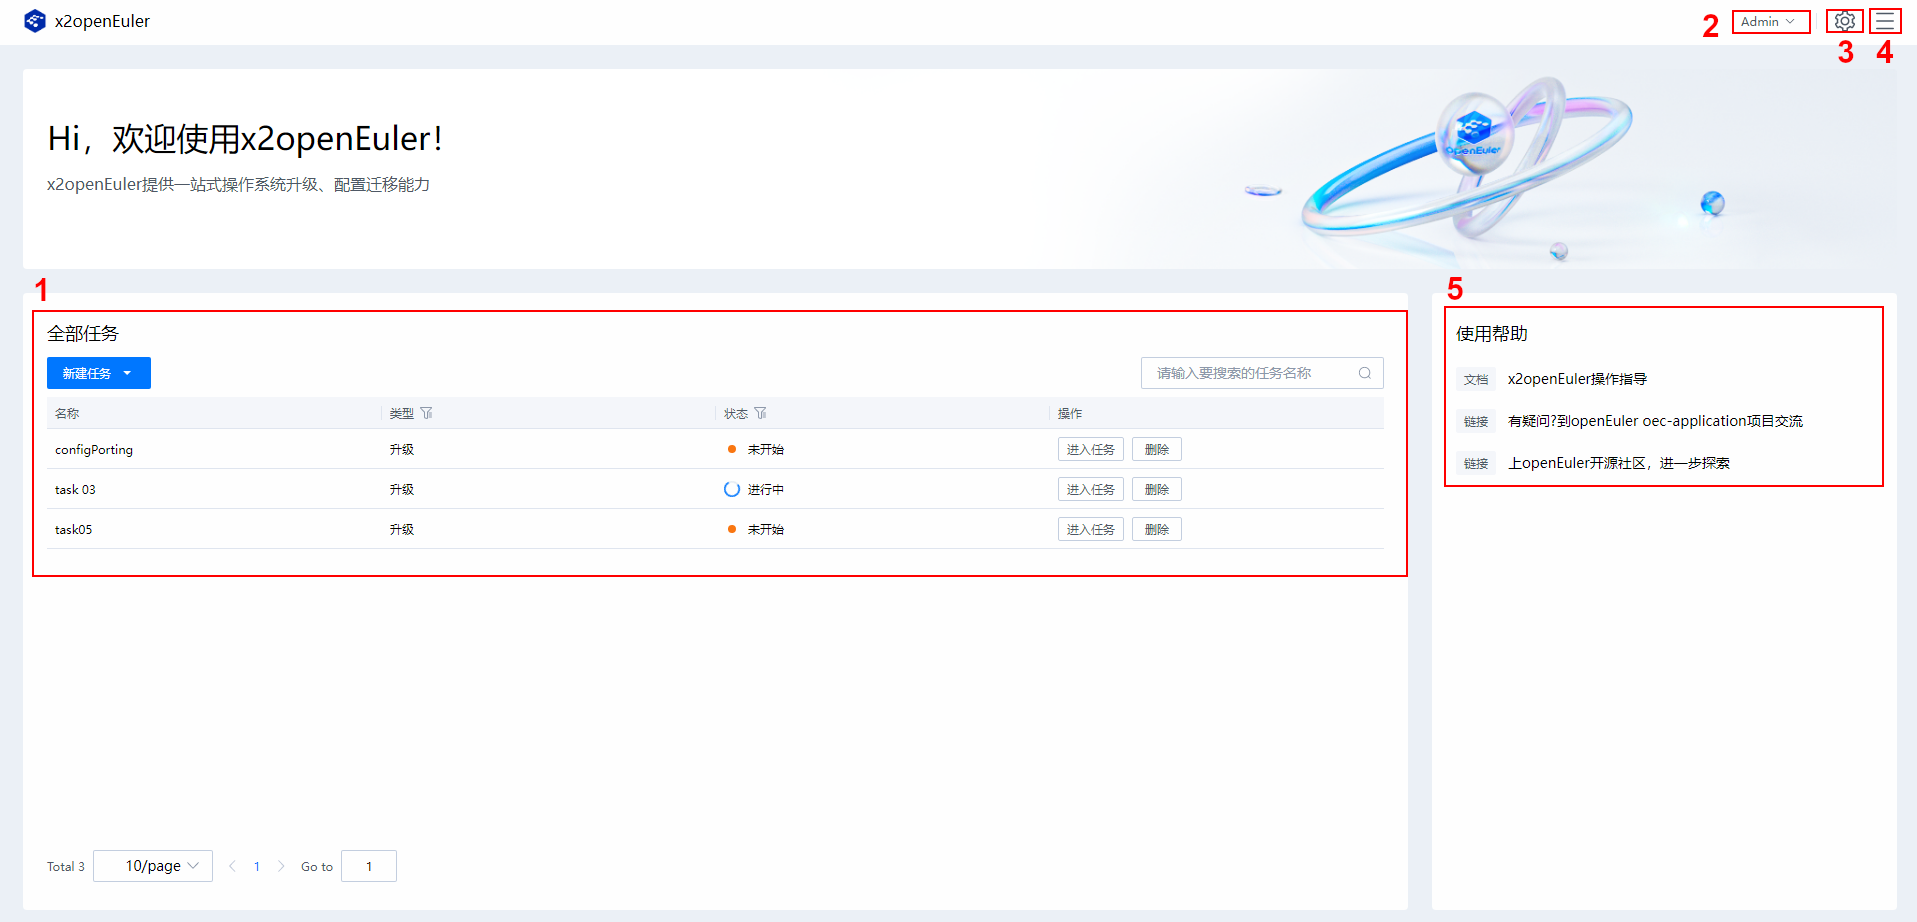 x2openEuler
2
Admin
3
4
Hi，欢迎使用x2openEuler！
x2openEuler提供一站式操作系统升级、配置迁移能力
openEuler
1
全部任务
新建任务
请输入要搜索的任务名称
名称 类型 状态 操作
configPorting 升级 未开始 进入任务 删除
task 03 升级 进行中 进入任务 删除
task05 升级 未开始 进入任务 删除
Total 3 10/page 1 Go to 1
5
使用帮助
文档 x2openEuler操作指导
链接 有疑问?到openEuler oec-application项目交流
链接 上openEuler开源社区，进一步探索